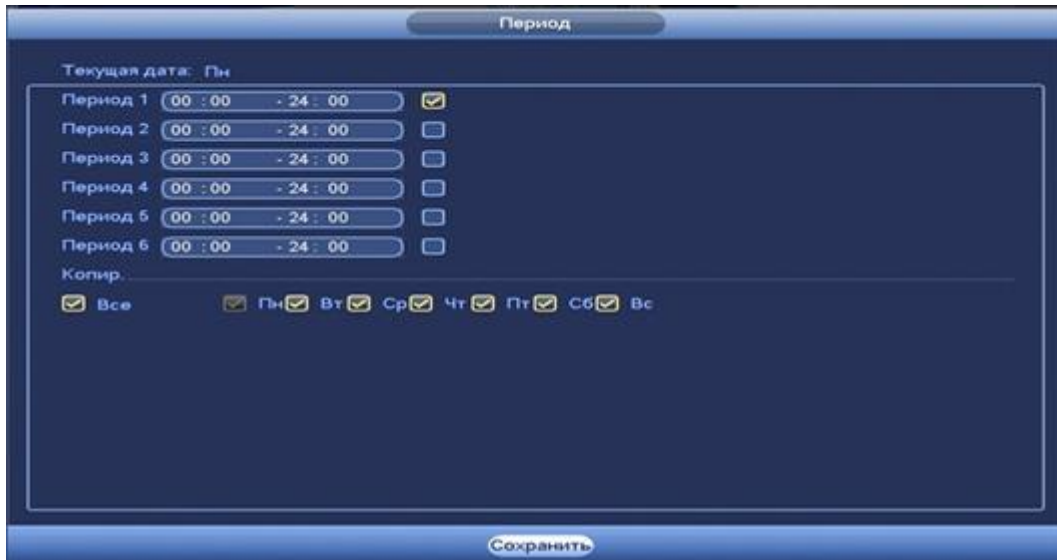 Период
Текущая дата: Пн
Период 1 00 : 00 - 24 : 00
Период 2 00 : 00 - 24 : 00
Период 3 00 : 00 - 24 : 00
Период 4 00 : 00 - 24 : 00
Период 5 00 : 00 - 24 : 00
Период 6 00 : 00 - 24 : 00
Копир.
Все Пн Вт Ср Чт Пт Сб Вс
Сохранить